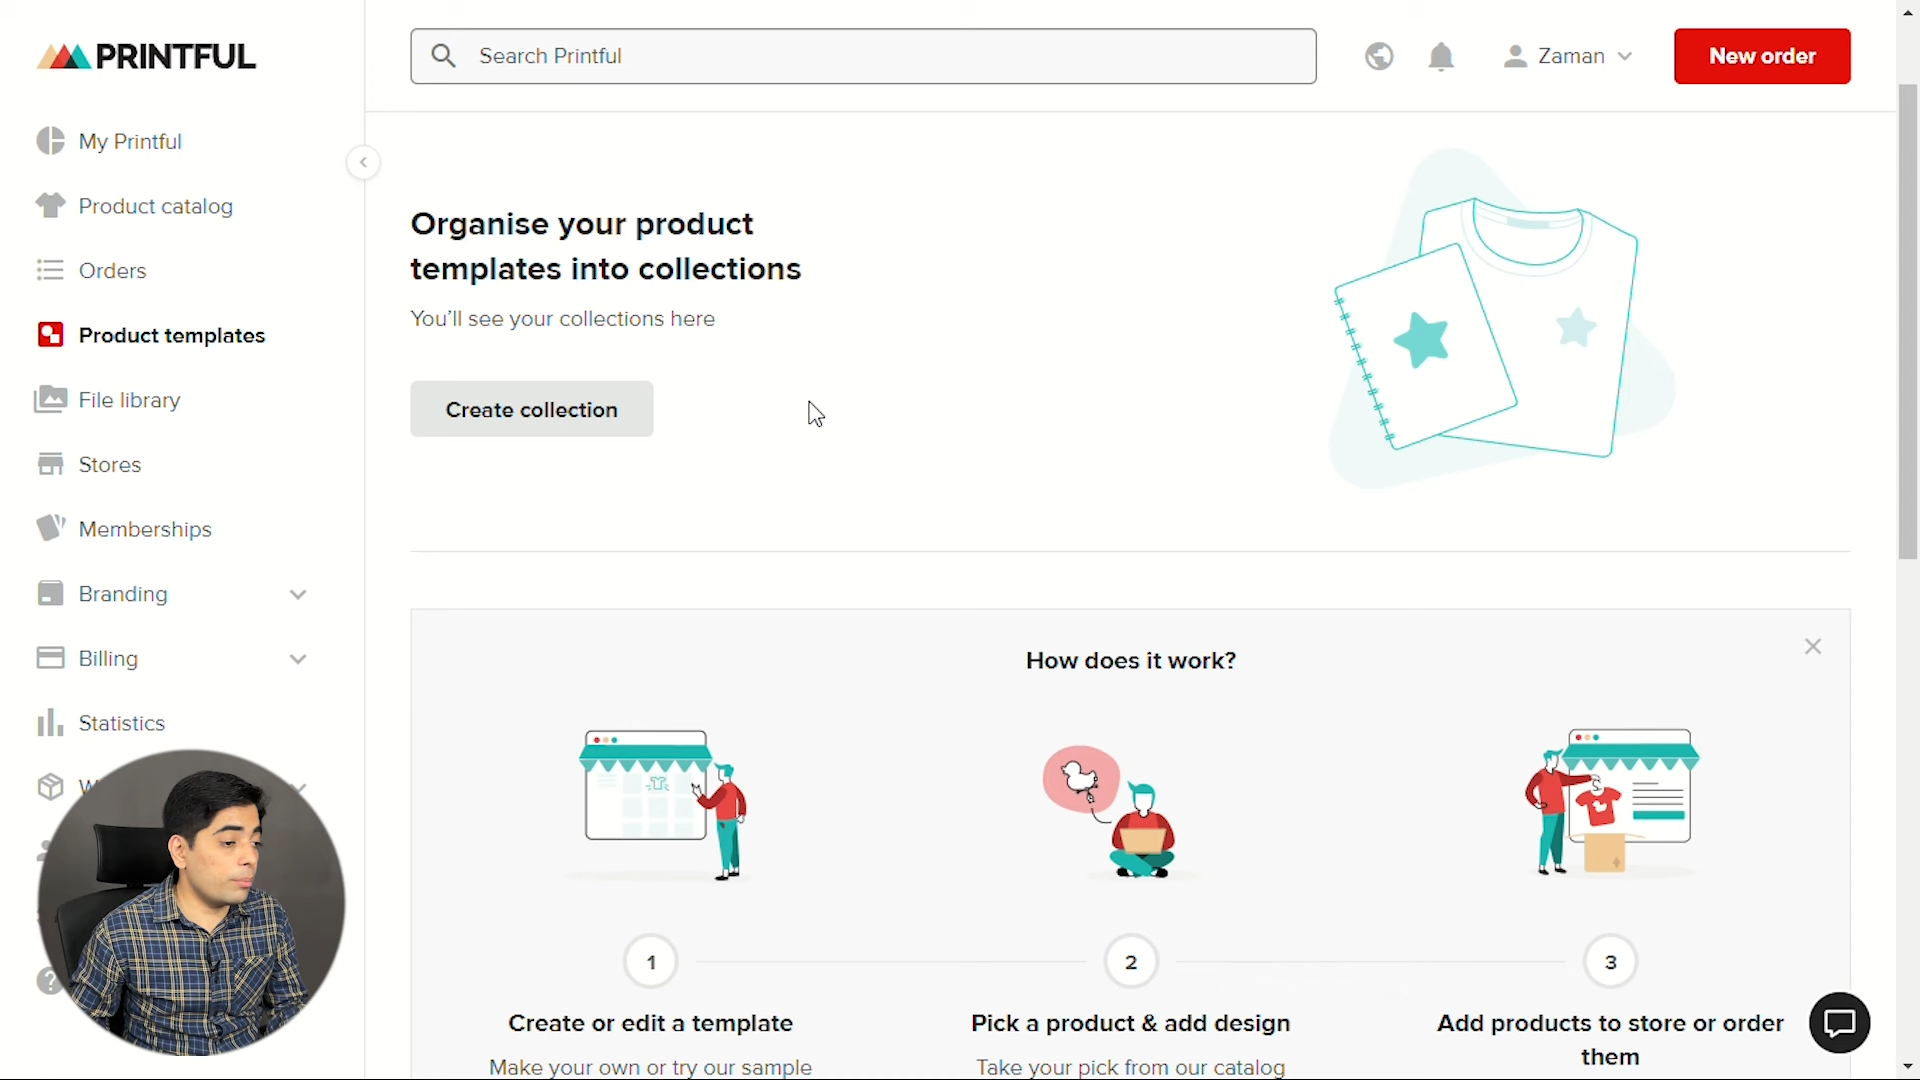 PRINTFUL
Search Printful
Zaman
New order
My Printful
Product catalog
Orders
Product templates
File library
Stores
Memberships
Branding
Billing
Statistics
Organise your product
templates into collections
You'll see your collections here
Create collection
How does it work?
1
2
3
Create or edit a template
Make your own or try our sample
Pick a product & add design
Take your pick from our catalog
Add products to store or order
them